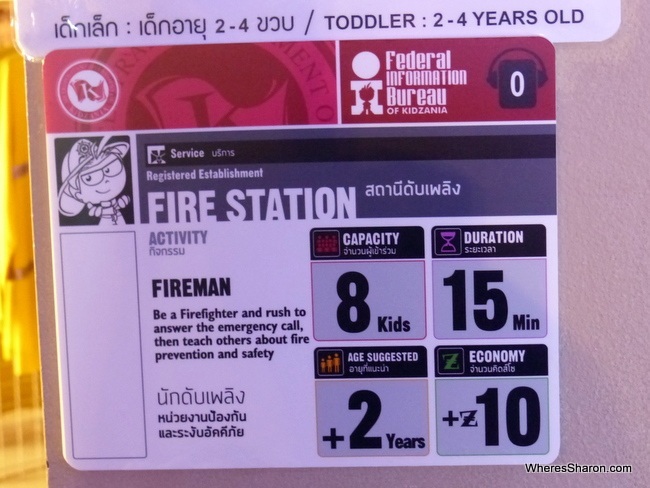 เด็กเล็ก : เด็กอายุ 2-4 ขวบ / TODDLER : 2-4 YEARS OLD
Federal
INFORMATION
Bureau
OF KIDZANIA
0
Service บริการ
Registered Establishment
FIRE STATION สถานีดับเพลิง
ACTIVITY
กิจกรรม
FIREMAN
Be a Firefighter and rush to
answer the emergency call,
then teach others about fire
prevention and safety
นักดับเพลิง
หน่วยงานป้องกัน
และระงับอัคคีภัย
CAPACITY
จำนวนผู้เข้าร่วม
8 Kids
DURATION
ระยะเวลา
15 Min
AGE SUGGESTED
อายุที่แนะนำ
+2 Years
ECONOMY
จำนวนคิดส์โซ
+Z10
WheresSharon.com